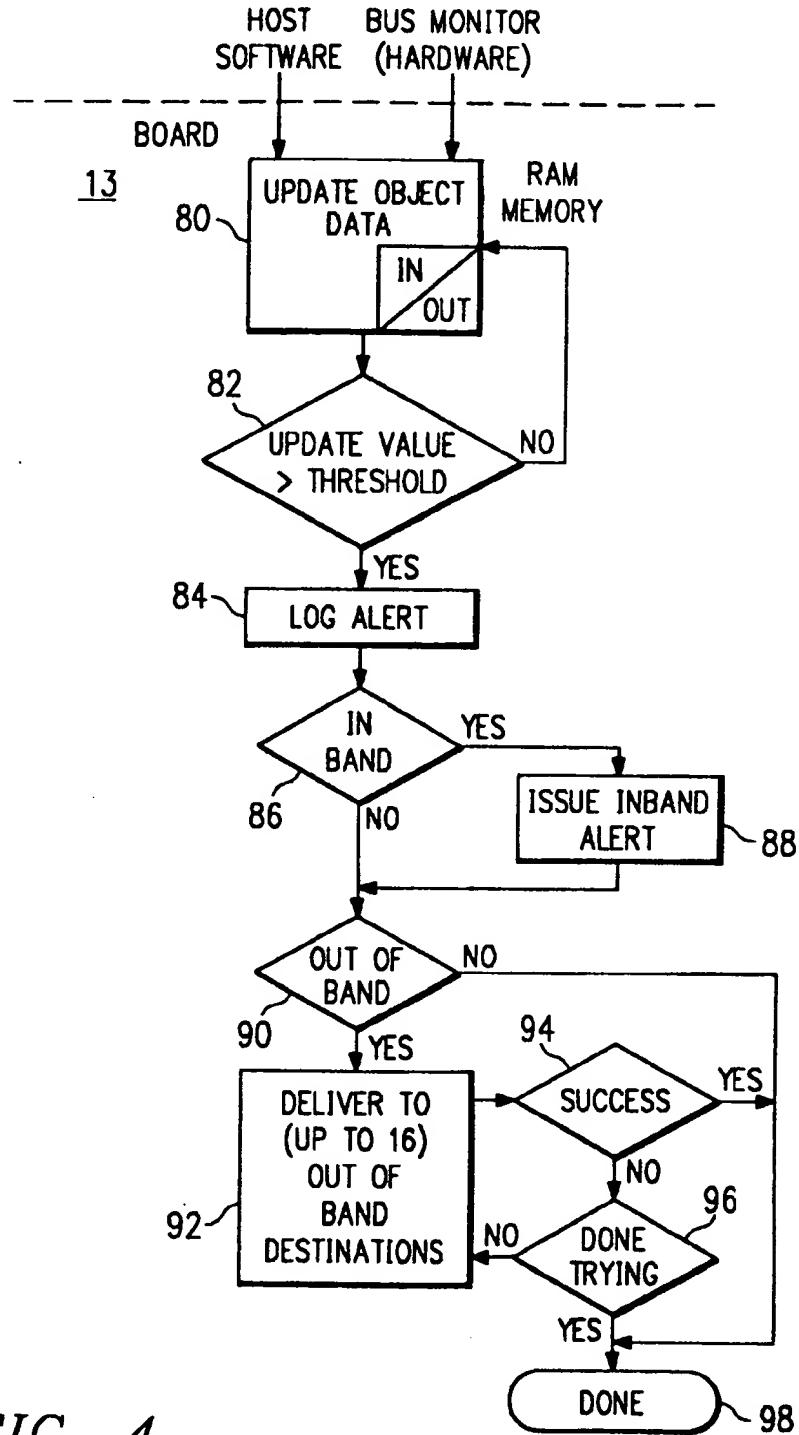 HOST
SOFTWARE
BUS MONITOR
(HARDWARE)
BOARD
13
UPDATE OBJECT
DATA
80
RAM
MEMORY
IN
OUT
82
UPDATE VALUE
> THRESHOLD
NO
YES
84
LOG ALERT
IN
BAND
YES
86
NO
ISSUE INBAND
ALERT
88
OUT OF
BAND
NO
90
YES
94
SUCCESS
YES
DELIVER TO
(UP TO 16)
OUT OF
BAND
DESTINATIONS
92
NO
96
NO
DONE
TRYING
YES
DONE
98